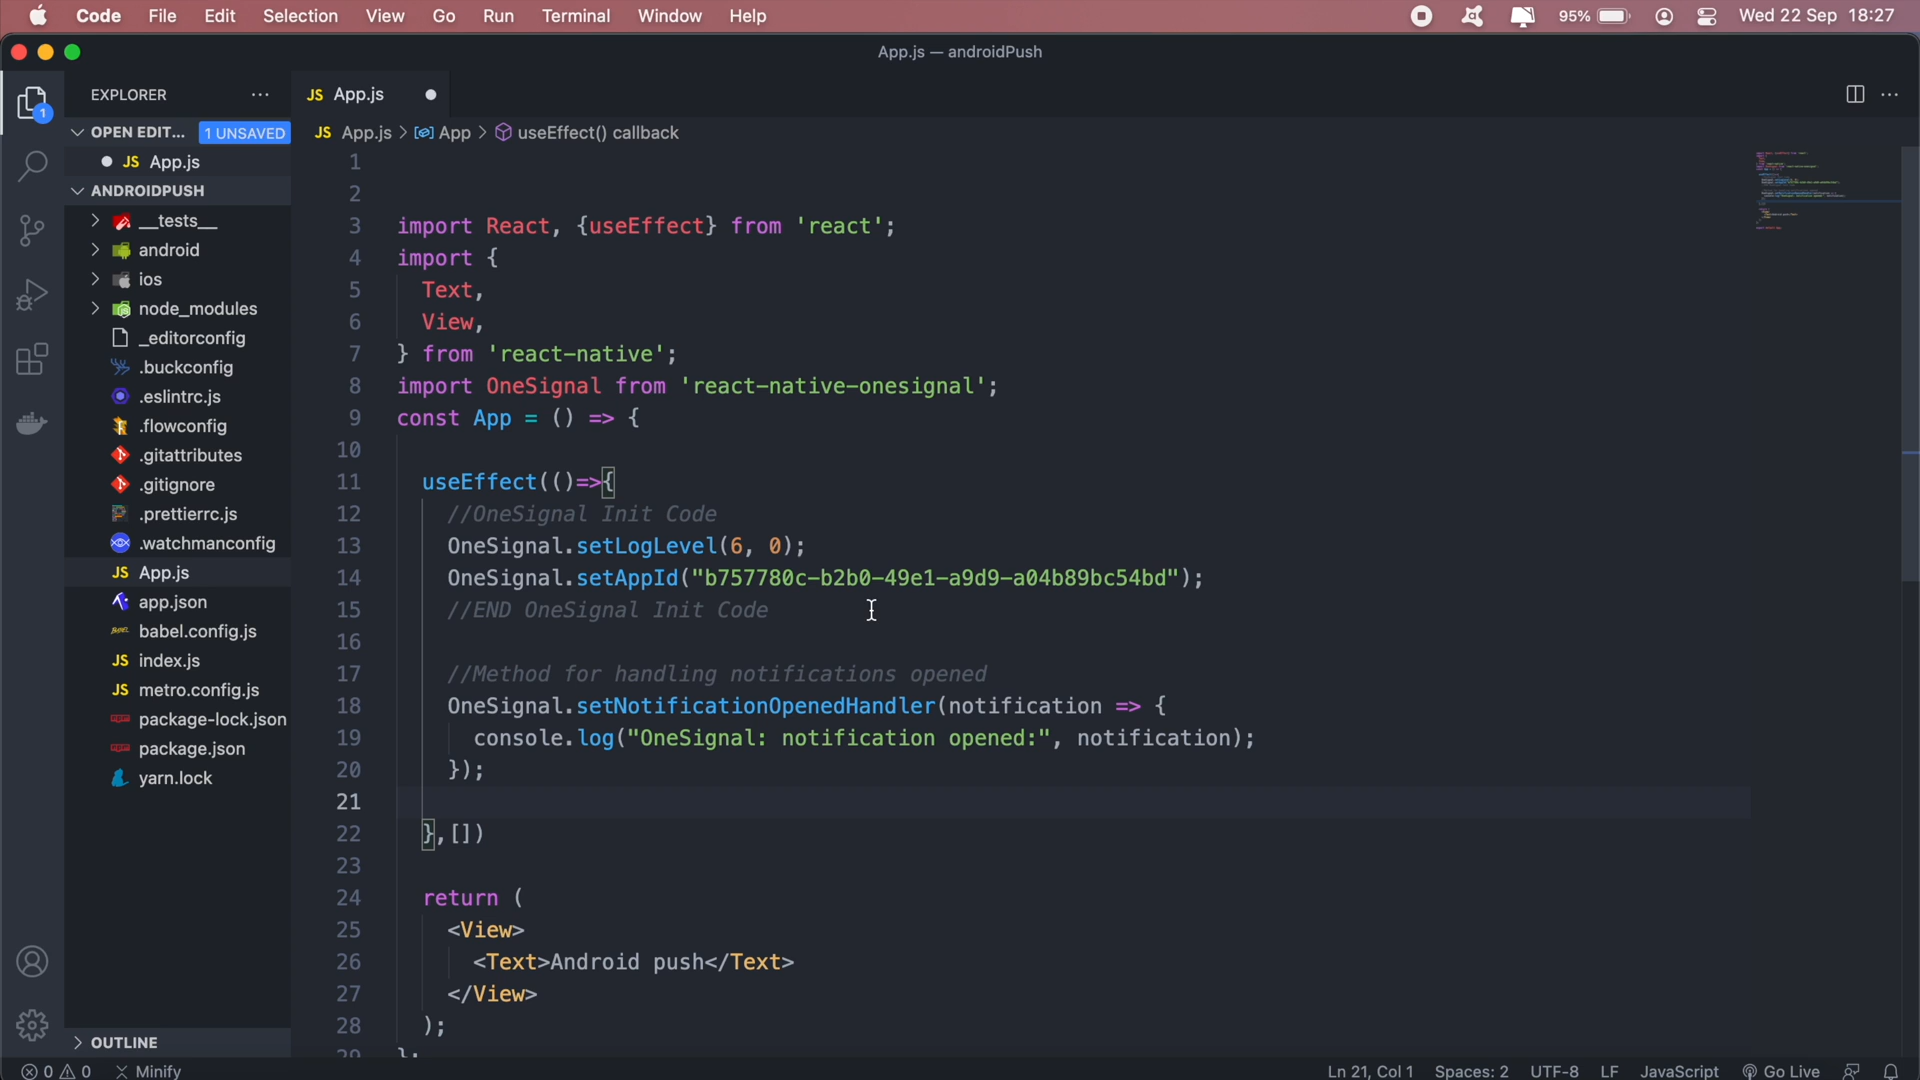 Code File Edit Selection View Go Run Terminal Window Help 95% Wed 22 Sep 18:27
App.js — androidPush
EXPLORER
JS App.js
OPEN EDIT... 1 UNSAVED
JS App.js > App > useEffect() callback
1
JS App.js
ANDROIDPUSH
__tests__
android
ios
node_modules
_editorconfig
.buckconfig
.eslintrc.js
.flowconfig
.gitattributes
.gitignore
.prettierrc.js
.watchmanconfig
JS App.js
app.json
babel.config.js
JS index.js
JS metro.config.js
package-lock.json
package.json
yarn.lock
OUTLINE
1
2
3 import React, {useEffect} from 'react';
4 import {
5 Text,
6 View,
7 } from 'react-native';
8 import OneSignal from 'react-native-onesignal';
9 const App = () => {
10
11 useEffect(()=>{
12 //OneSignal Init Code
13 OneSignal.setLogLevel(6, 0);
14 OneSignal.setAppId("b757780c-b2b0-49e1-a9d9-a04b89bc54bd");
15 //END OneSignal Init Code
16
17 //Method for handling notifications opened
18 OneSignal.setNotificationOpenedHandler(notification => {
19 console.log("OneSignal: notification opened:", notification);
20 });
21
22 },[])
23
24 return (
25 <View>
26 <Text>Android push</Text>
27 </View>
28 );
29 };
0 0 Minify Ln 21, Col 1 Spaces: 2 UTF-8 LF JavaScript Go Live